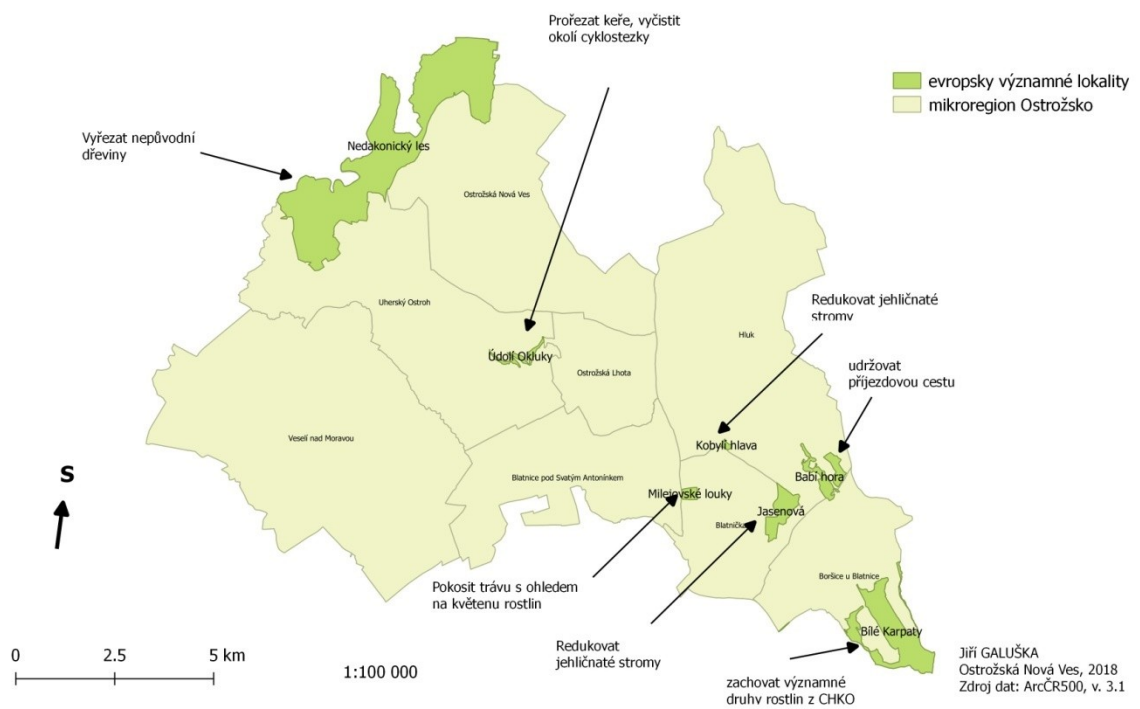 Prořezat keře, vyčistit
okolí cyklostezky
evropsky významné lokality
mikroregion Ostrožsko
Vyřezat nepůvodní
dřeviny
Nedakonický les
Ostrožská Nová Ves
Uherský Ostroh
Redukovat jehličnaté
stromy
Hluk
Údolí Okluky
Ostrožská Lhota
udržovat
příjezdovou cestu
Veselí nad Moravou
Kobylí hlava
Blatnice pod Svatým Antonínkem
Babí hora
Milejovské louky
Jasenová
Blatnička
S
Pokosit trávu s ohledem
na květenu rostlin
Boršice u Blatnice
Bílé Karpaty
Redukovat
jehličnaté stromy
0 2.5 5 km
1:100 000
zachovat významné
druhy rostlin z CHKO
Jiří GALUŠKA
Ostrožská Nová Ves, 2018
Zdroj dat: ArcČR500, v. 3.1